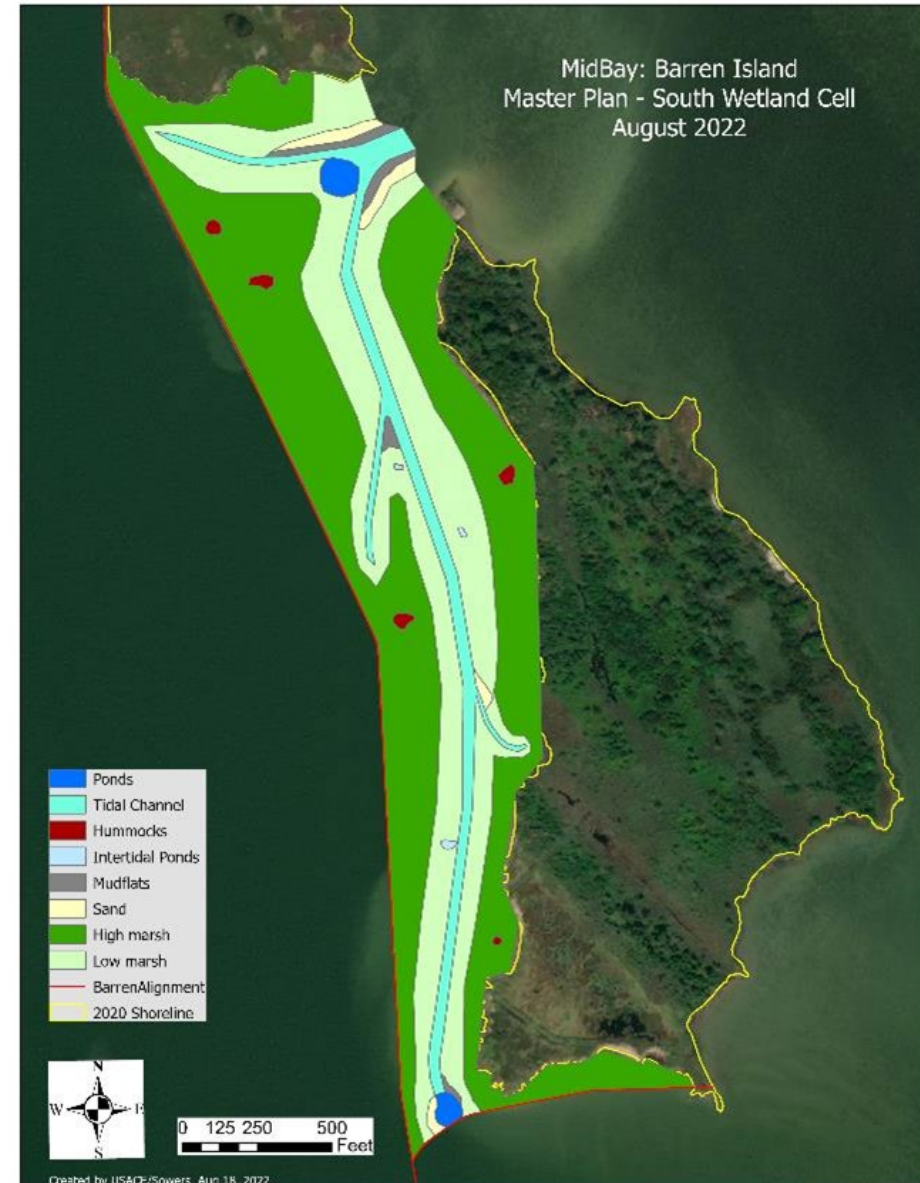 MidBay: Barren Island
Master Plan - South Wetland Cell
August 2022
Ponds
Tidal Channel
Hummocks
Intertidal Ponds
Mudflats
Sand
High marsh
Low marsh
BarrenAlignment
2020 Shoreline
N
W E
S
0 125 250 500
Feet
Created by USACE/Sowers, Aug 18, 2022